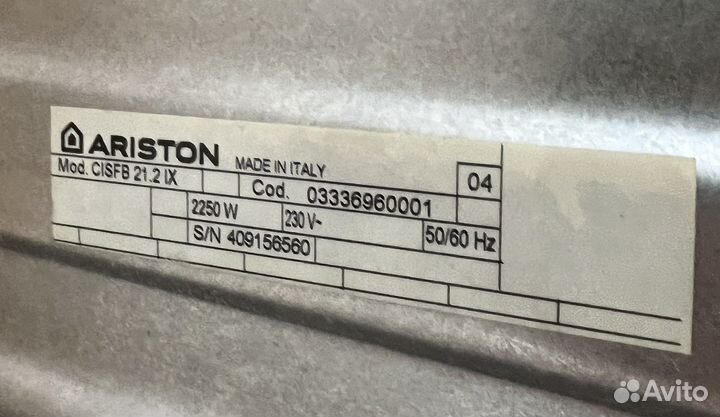 ARISTON MADE IN ITALY
Mod. CISFB 21.2 IX Cod. 03336960001 04
2250 W 230 V~ 50/60 Hz
S/N 409156560
Avito